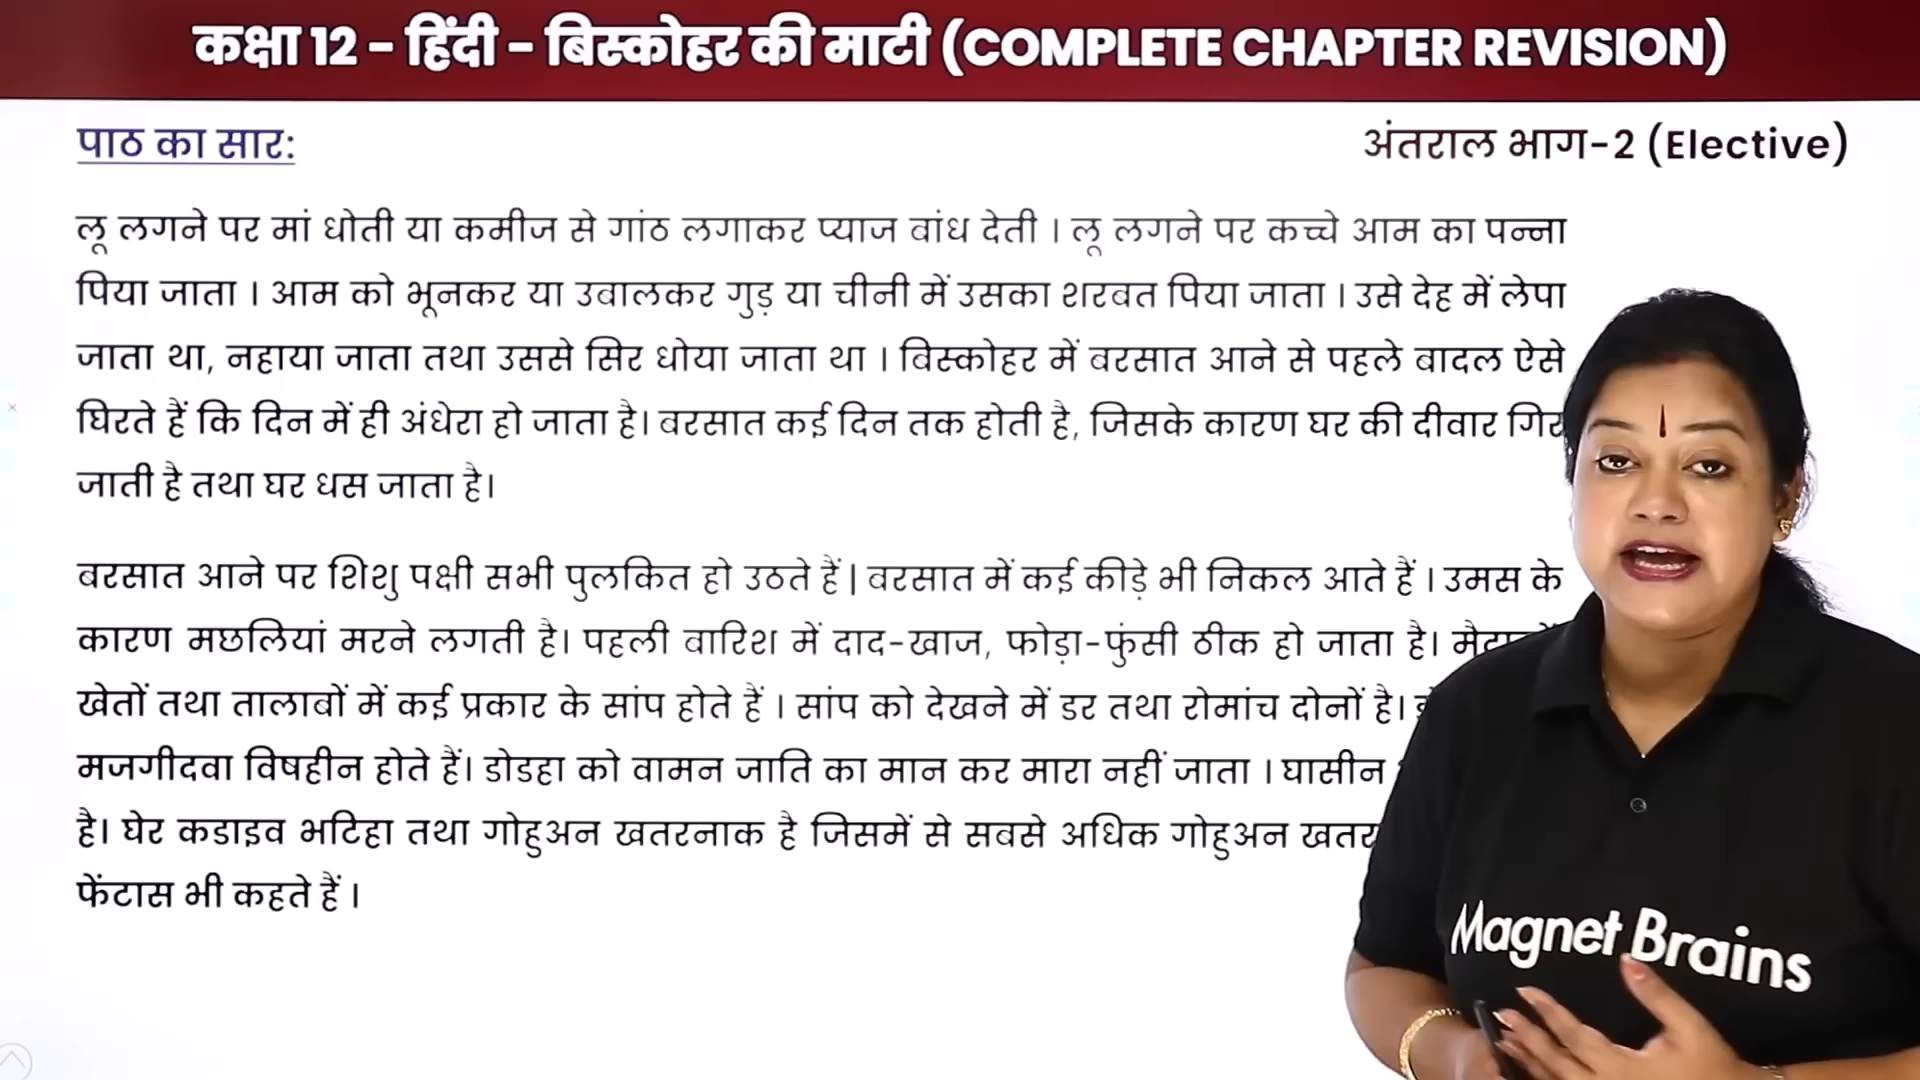 कक्षा 12 - हिंदी - बिस्कोहर की माटी (COMPLETE CHAPTER REVISION)
पाठ का सार:
अंतराल भाग-2 (Elective)
लू लगने पर मां धोती या कमीज से गांठ लगाकर प्याज बांध देती । लू लगने पर कच्चे आम का पन्ना
पिया जाता । आम को भूनकर या उबालकर गुड़ या चीनी में उसका शरबत पिया जाता । उसे देह में लेपा
जाता था, नहाया जाता तथा उससे सिर धोया जाता था । बिस्कोहर में बरसात आने से पहले बादल ऐसे
घिरते हैं कि दिन में ही अंधेरा हो जाता है। बरसात कई दिन तक होती है, जिसके कारण घर की दीवार गिर
जाती है तथा घर धस जाता है।
बरसात आने पर शिशु पक्षी सभी पुलकित हो उठते हैं | बरसात में कई कीड़े भी निकल आते हैं । उमस के
कारण मछलियां मरने लगती है। पहली बारिश में दाद-खाज, फोड़ा-फुंसी ठीक हो जाता है।
खेतों तथा तालाबों में कई प्रकार के सांप होते हैं । सांप को देखने में डर तथा रोमांच दोनों है।
मजगीदवा विषहीन होते हैं। डोडहा को वामन जाति का मान कर मारा नहीं जाता । घासीन
है। घेर कडाइव भटिहा तथा गोहुअन खतरनाक है जिसमें से सबसे अधिक गोहुअन
फेंटास भी कहते हैं ।
Magnet Brains